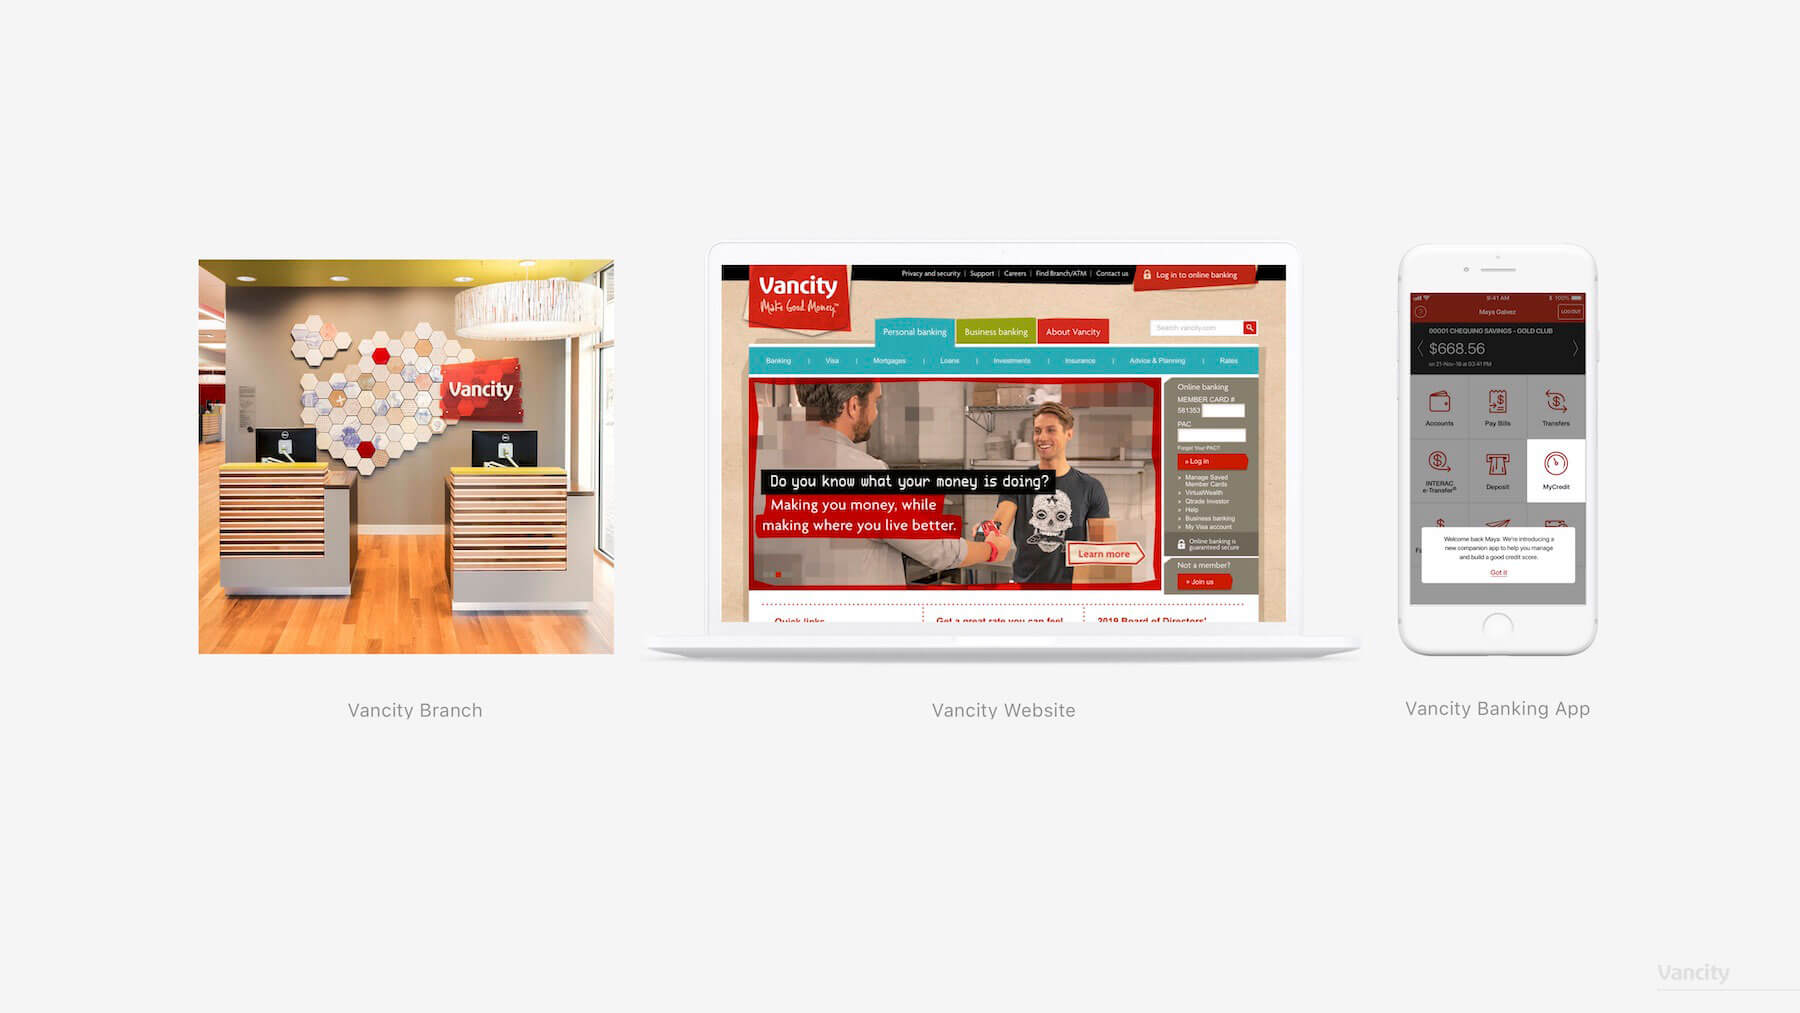 Vancity
Vancity Branch
Vancity
Make Good Money™
Privacy and security | Support | Careers | Find Branch/ATM | Contact us
Log in to online banking
Search vancity.com
Personal banking
Business banking
About Vancity
Banking | Visa | Mortgages | Loans | Investments | Insurance | Advice & Planning | Rates
Do you know what your money is doing?
Making you money, while
making where you live better.
Learn more
Online banking
MEMBER CARD #
581353
PAC
Forgot Your PAC?
» Log in
» Manage Saved
Member Cards
» VirtualWealth
» Qtrade Investor
» Help
» Business banking
» My Visa account
Online banking is
guaranteed secure
Not a member?
» Join us
Quick links
Get a great rate you can feel
2019 Board of Directors'
Vancity Website
9:41 AM
100%
?
Maya Galvez
LOGOUT
00001 CHEQUING SAVINGS - GOLD CLUB
$668.56
on 21-Nov-18 at 03:41 PM
Accounts
Pay Bills
Transfers
INTERAC
e-Transfer®
Deposit
MyCredit
Welcome back Maya. We're introducing a
new companion app to help you manage
and build a good credit score.
Got it
Vancity Banking App
Vancity